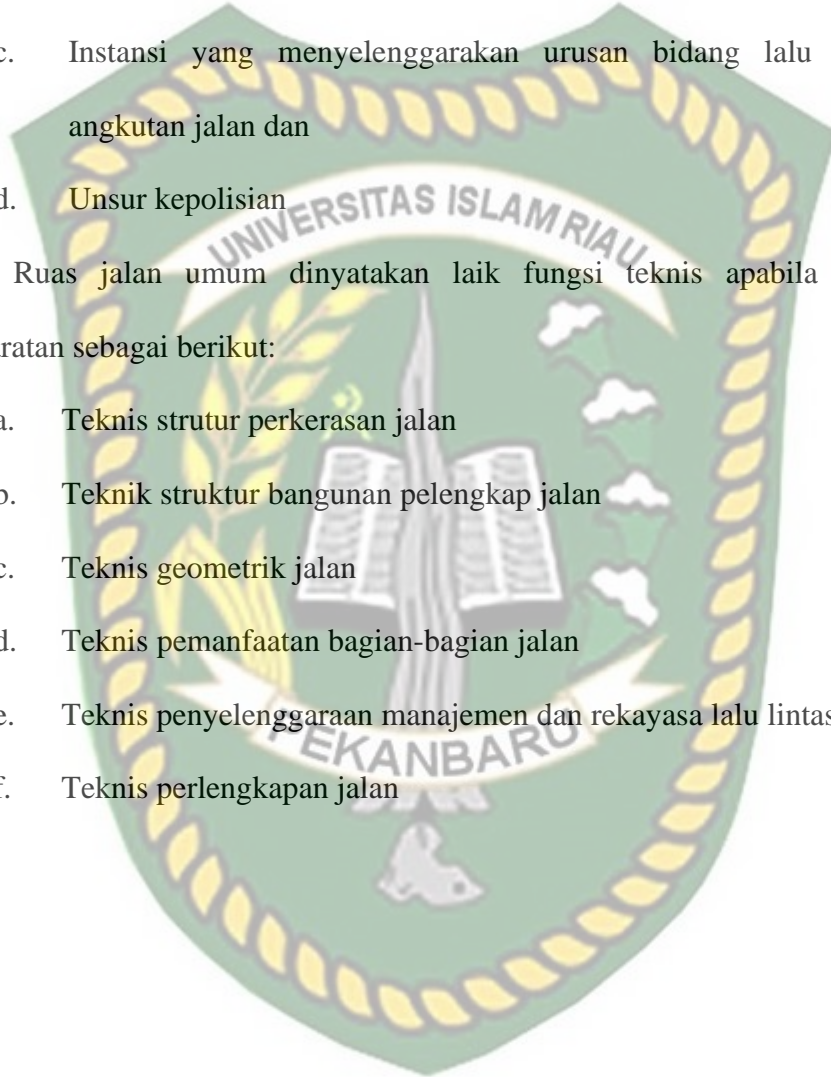 c. Instansi yang menyelenggarakan urusan bidang lalu
angkutan jalan dan
d. Unsur kepolisian
UNIVERSITAS ISLAM RIAU
Ruas jalan umum dinyatakan laik fungsi teknis apabila
ratan sebagai berikut:
a. Teknis strutur perkerasan jalan
b. Teknik struktur bangunan pelengkap jalan
c. Teknis geometrik jalan
d. Teknis pemanfaatan bagian-bagian jalan
e. Teknis penyelenggaraan manajemen dan rekayasa lalu lintas
PEKANBARU
f. Teknis perlengkapan jalan